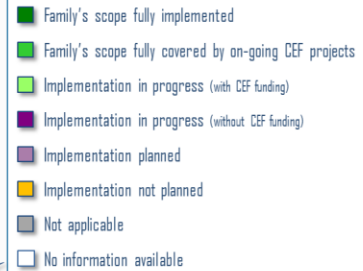 Family's scope fully implemented
Family's scope fully covered by on-going CEF projects
Implementation in progress (with CEF funding)
Implementation in progress (without CEF funding)
Implementation planned
Implementation not planned
Not applicable
No information available